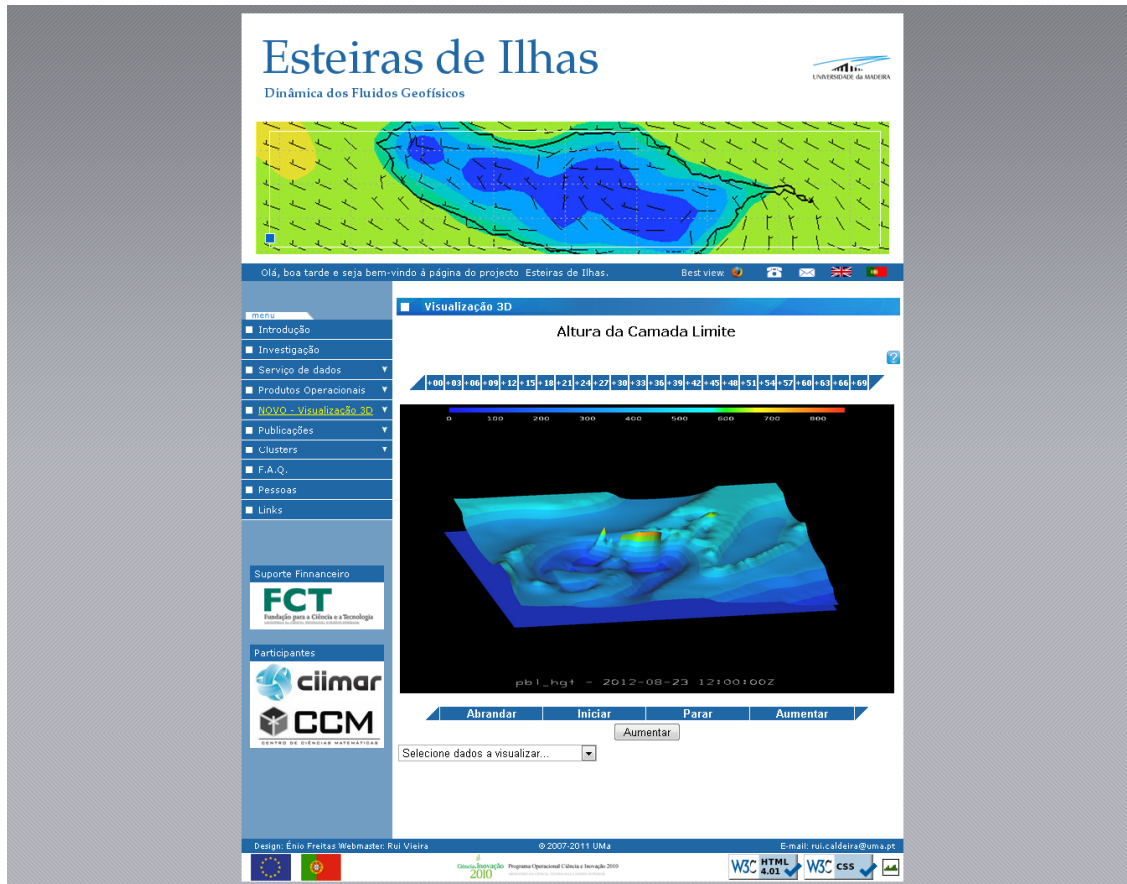 Esteiras de Ilhas
Dinâmica dos Fluidos Geofísicos
UNIVERSIDADE da MADEIRA
Olá, boa tarde e seja bem-vindo à página do projecto Esteiras de Ilhas.
Best view:
menu
Introdução
Investigação
Serviço de dados
Produtos Operacionais
NOVO - Visualização 3D
Publicações
Clusters
F.A.Q.
Pessoas
Links
Suporte Finnanceiro
FCT
Fundação para a Ciência e a Tecnologia
Participantes
ciimar
CCM
CENTRO DE CIÊNCIAS MATEMÁTICAS
Visualização 3D
Altura da Camada Limite
?
+00 +03 +06 +09 +12 +15 +18 +21 +24 +27 +30 +33 +36 +39 +42 +45 +48 +51 +54 +57 +60 +63 +66 +69
0 100 200 300 400 500 600 700 800
pbl_hgt - 2012-08-23 12:00:00Z
Abrandar Iniciar Parar Aumentar
Aumentar
Selecione dados a visualizar...
Design: Énio Freitas Webmaster: Rui Vieira
© 2007-2011 UMa
E-mail: rui.caldeira@uma.pt
Ciência.Inovação
2010
Programa Operacional Ciência e Inovação 2010
W3C HTML 4.01
W3C css